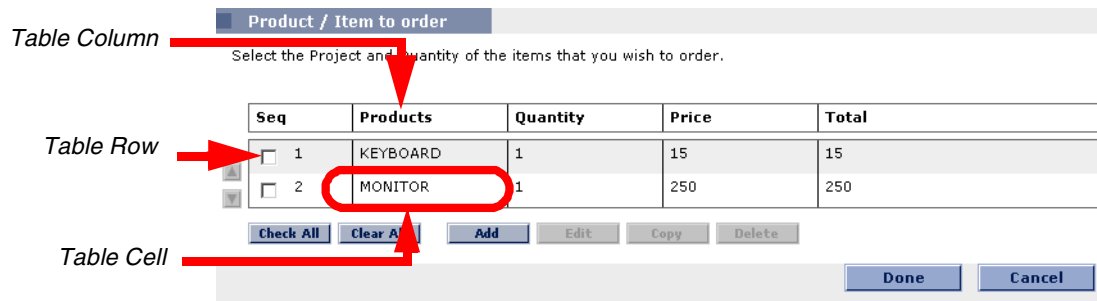 Product / Item to order
Table Column
Select the Project and Quantity of the items that you wish to order.
Seq Products Quantity Price Total
Table Row
1 KEYBOARD 1 15 15
2 MONITOR 1 250 250
Check All Clear All Add Edit Copy Delete
Table Cell
Done Cancel